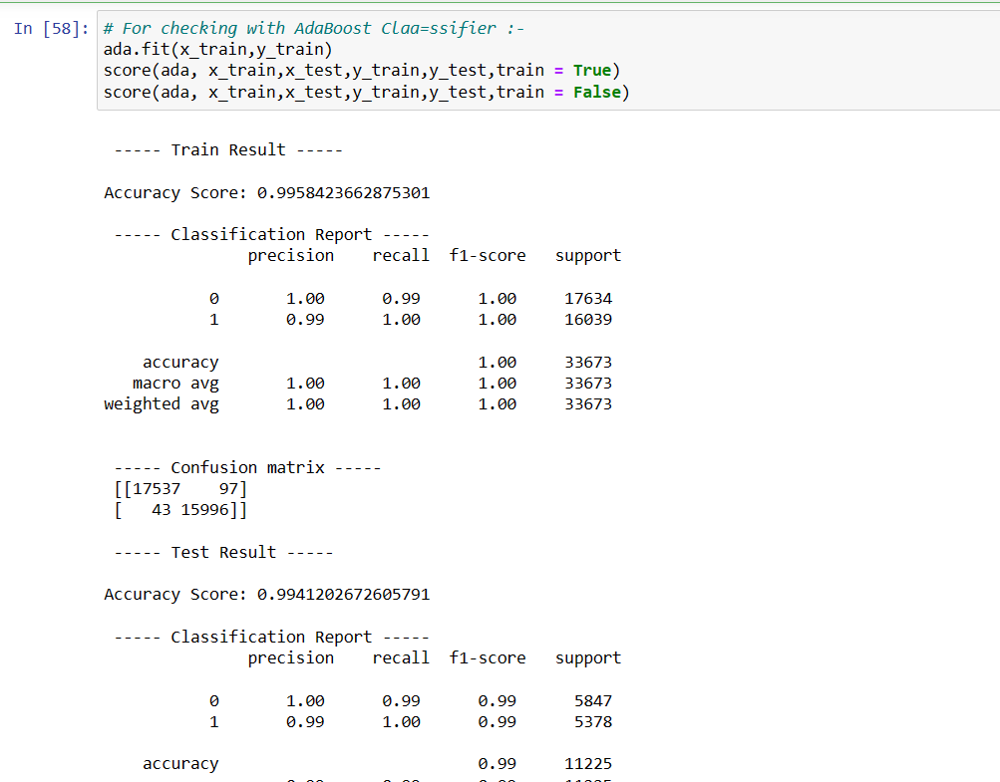 In [58]: # For checking with AdaBoost Claa=ssifier :-
ada.fit(x_train,y_train)
score(ada, x_train,x_test,y_train,y_test,train = True)
score(ada, x_train,x_test,y_train,y_test,train = False)
----- Train Result -----
Accuracy Score: 0.9958423662875301
----- Classification Report -----
precision recall f1-score support
0 1.00 0.99 1.00 17634
1 0.99 1.00 1.00 16039
accuracy 1.00 33673
macro avg 1.00 1.00 1.00 33673
weighted avg 1.00 1.00 1.00 33673
----- Confusion matrix -----
[[17537 97]
[ 43 15996]]
----- Test Result -----
Accuracy Score: 0.9941202672605791
----- Classification Report -----
precision recall f1-score support
0 1.00 0.99 0.99 5847
1 0.99 1.00 0.99 5378
accuracy 0.99 11225